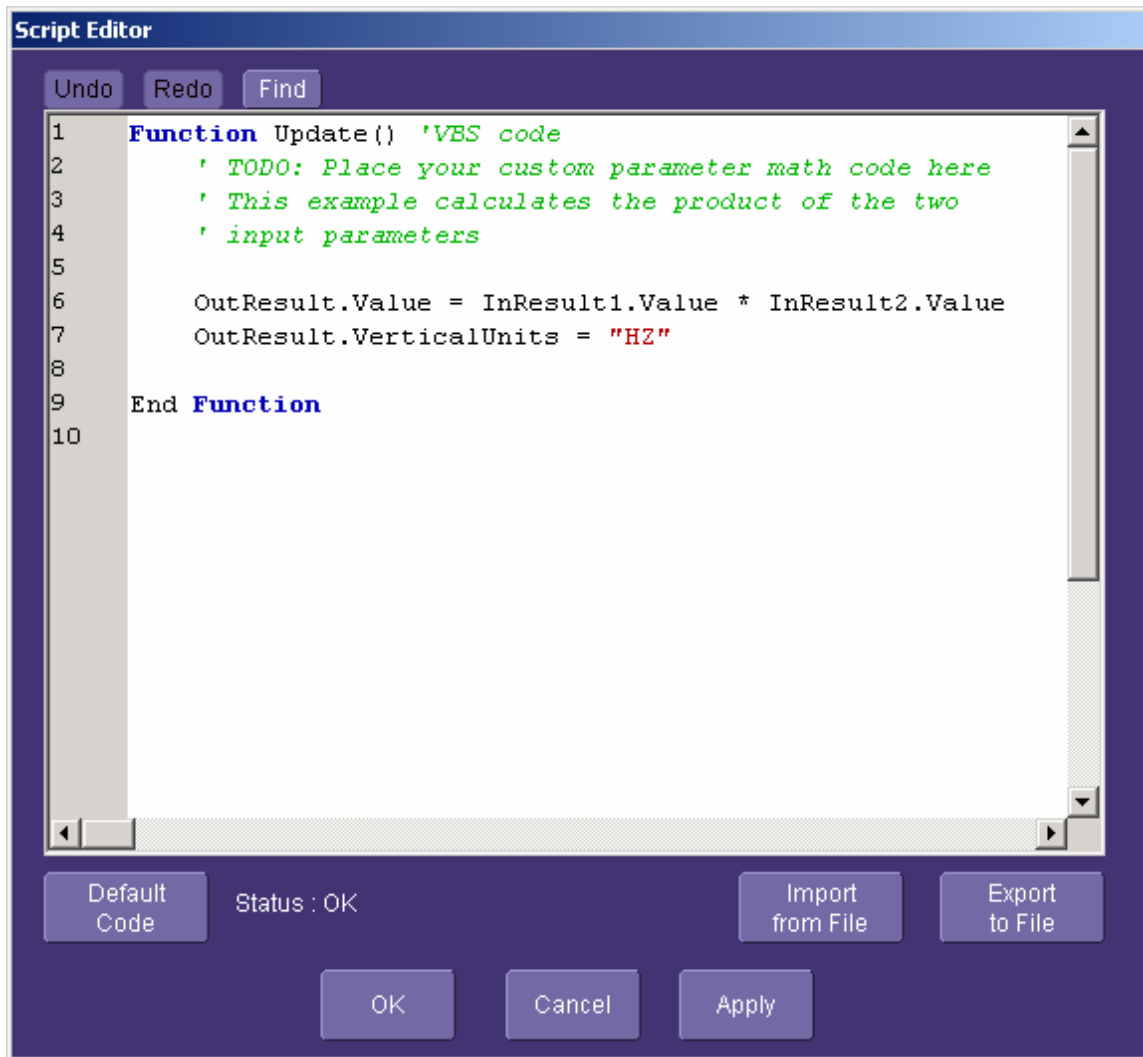 Script Editor
Undo Redo Find
1 Function Update() 'VBS code
2 ' TODO: Place your custom parameter math code here
3 ' This example calculates the product of the two
4 ' input parameters
5
6 OutResult.Value = InResult1.Value * InResult2.Value
7 OutResult.VerticalUnits = "HZ"
8
9 End Function
10
Default Code Status : OK Import from File Export to File
OK Cancel Apply